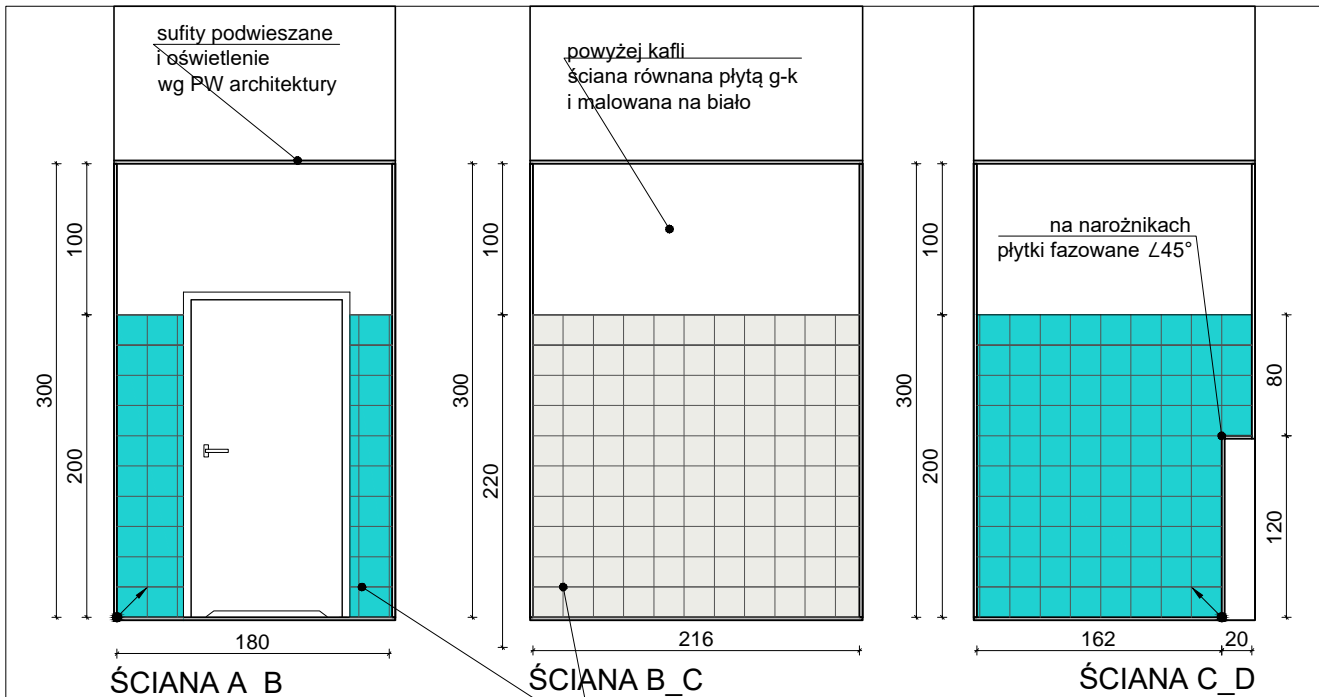 sufity podwieszane
i oświetlenie
wg PW architektury
powyżej kafli
ściana równana płytą g-k
i malowana na biało
na narożnikach
płytki fazowane ∠45°
300
100
200
180
300
100
220
216
300
100
200
80
120
162
20
ŚCIANA A_B
ŚCIANA B_C
ŚCIANA C_D